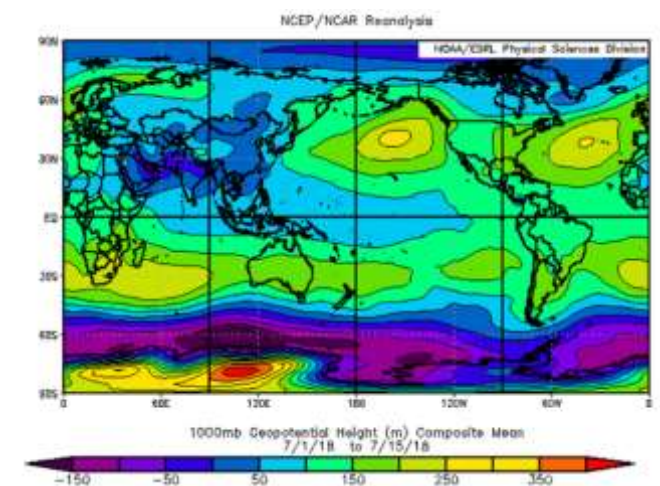 NCEP/NCAR Reanalysis
NOAA/ESRL Physical Sciences Division
90N
60N
30N
EQ
30S
60S
90S
0 60E 120E 180 120W 60W 0
1000mb Geopotential Height (m) Composite Mean
7/1/18 to 7/15/18
-150 -50 50 150 250 350